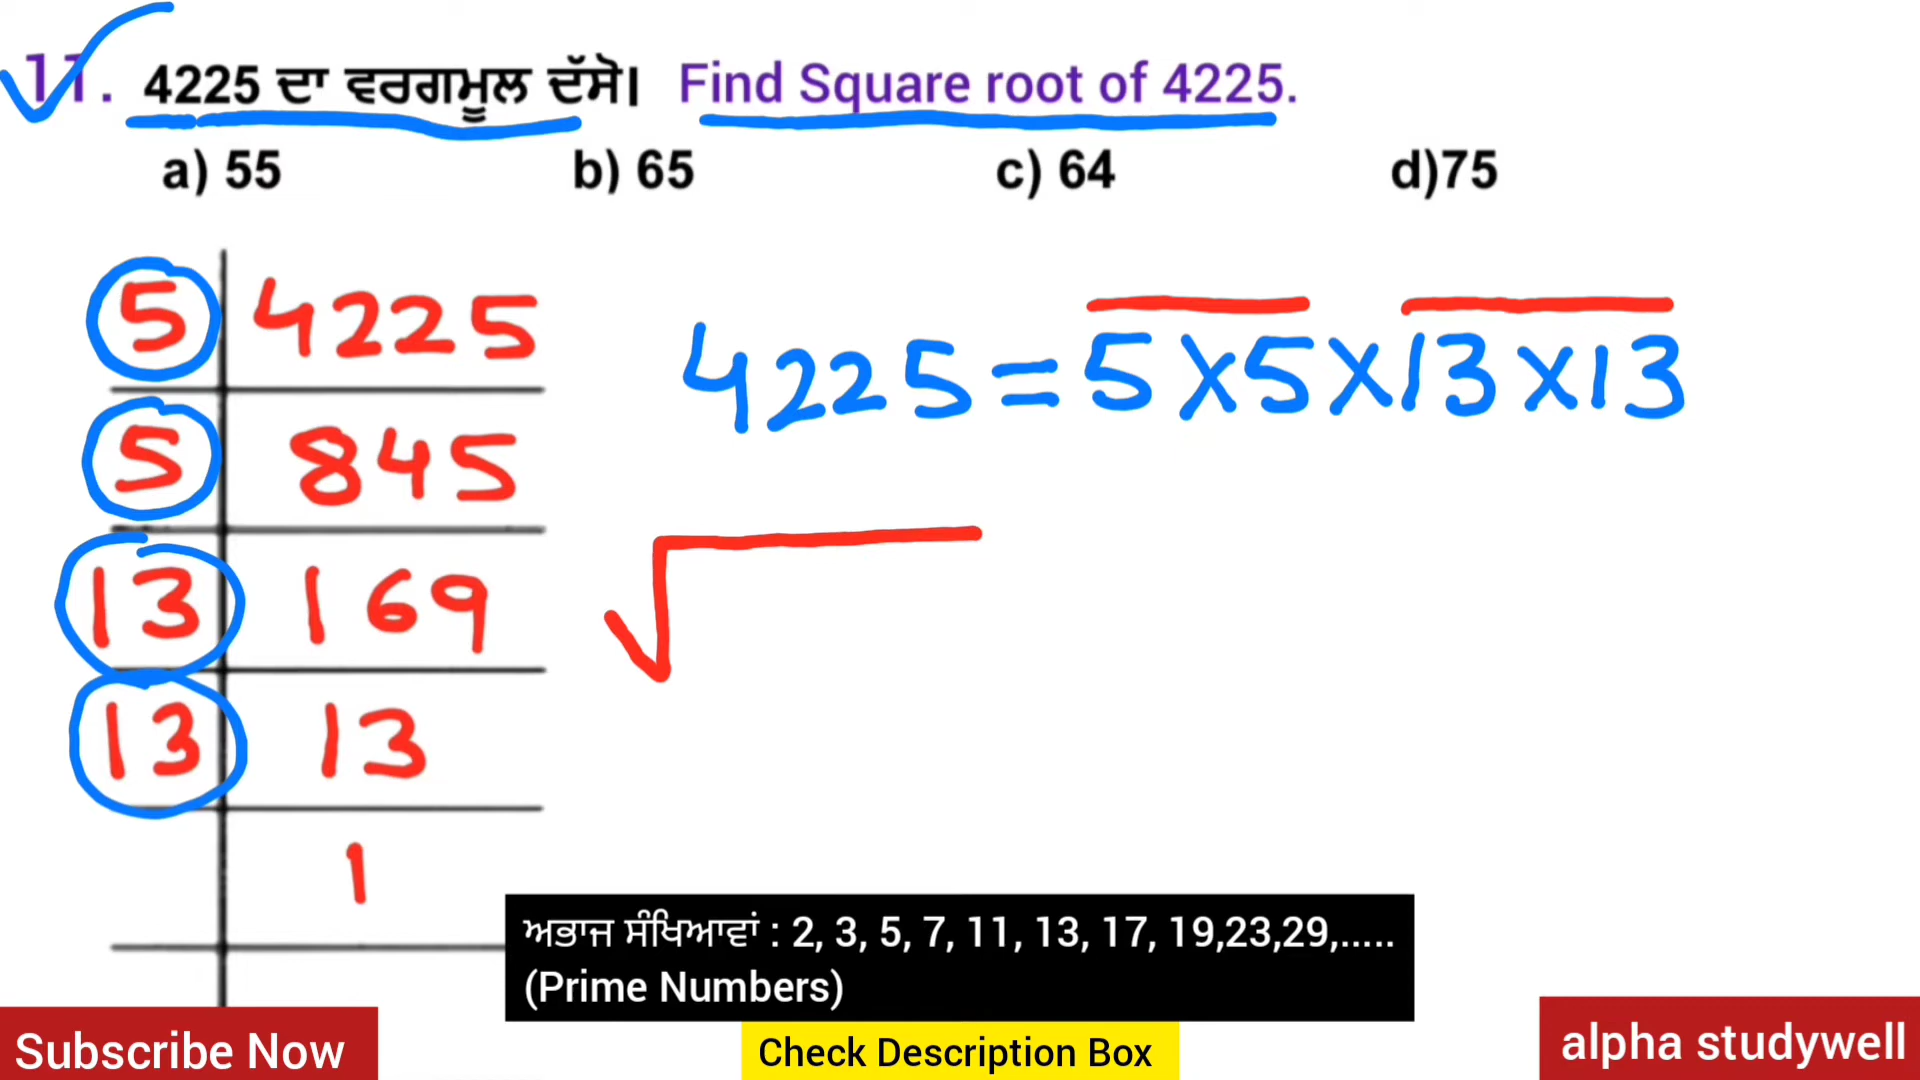 11. 4225 ਦਾ ਵਰਗਮੂਲ ਦੱਸੋ। Find Square root of 4225.
a) 55 b) 65 c) 64 d)75
5 4225
5 845
13 169
13 13
1
4225=5×5×13×13
√
ਅਭਾਜ ਸੰਖਿਆਵਾਂ : 2, 3, 5, 7, 11, 13, 17, 19,23,29,.....
(Prime Numbers)
Subscribe Now
Check Description Box
alpha studywell